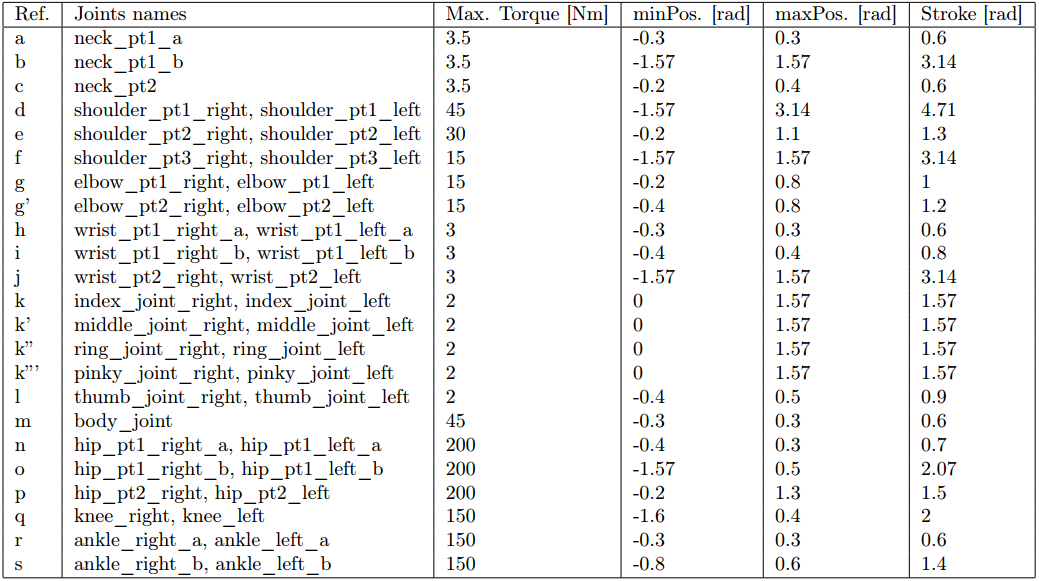 Ref. Joints names Max. Torque [Nm] minPos. [rad] maxPos. [rad] Stroke [rad]
a neck_pt1_a 3.5 -0.3 0.3 0.6
b neck_pt1_b 3.5 -1.57 1.57 3.14
c neck_pt2 3.5 -0.2 0.4 0.6
d shoulder_pt1_right, shoulder_pt1_left 45 -1.57 3.14 4.71
e shoulder_pt2_right, shoulder_pt2_left 30 -0.2 1.1 1.3
f shoulder_pt3_right, shoulder_pt3_left 15 -1.57 1.57 3.14
g elbow_pt1_right, elbow_pt1_left 15 -0.2 0.8 1
g' elbow_pt2_right, elbow_pt2_left 15 -0.4 0.8 1.2
h wrist_pt1_right_a, wrist_pt1_left_a 3 -0.3 0.3 0.6
i wrist_pt1_right_b, wrist_pt1_left_b 3 -0.4 0.4 0.8
j wrist_pt2_right, wrist_pt2_left 3 -1.57 1.57 3.14
k index_joint_right, index_joint_left 2 0 1.57 1.57
k' middle_joint_right, middle_joint_left 2 0 1.57 1.57
k” ring_joint_right, ring_joint_left 2 0 1.57 1.57
k”' pinky_joint_right, pinky_joint_left 2 0 1.57 1.57
l thumb_joint_right, thumb_joint_left 2 -0.4 0.5 0.9
m body_joint 45 -0.3 0.3 0.6
n hip_pt1_right_a, hip_pt1_left_a 200 -0.4 0.3 0.7
o hip_pt1_right_b, hip_pt1_left_b 200 -1.57 0.5 2.07
p hip_pt2_right, hip_pt2_left 200 -0.2 1.3 1.5
q knee_right, knee_left 150 -1.6 0.4 2
r ankle_right_a, ankle_left_a 150 -0.3 0.3 0.6
s ankle_right_b, ankle_left_b 150 -0.8 0.6 1.4